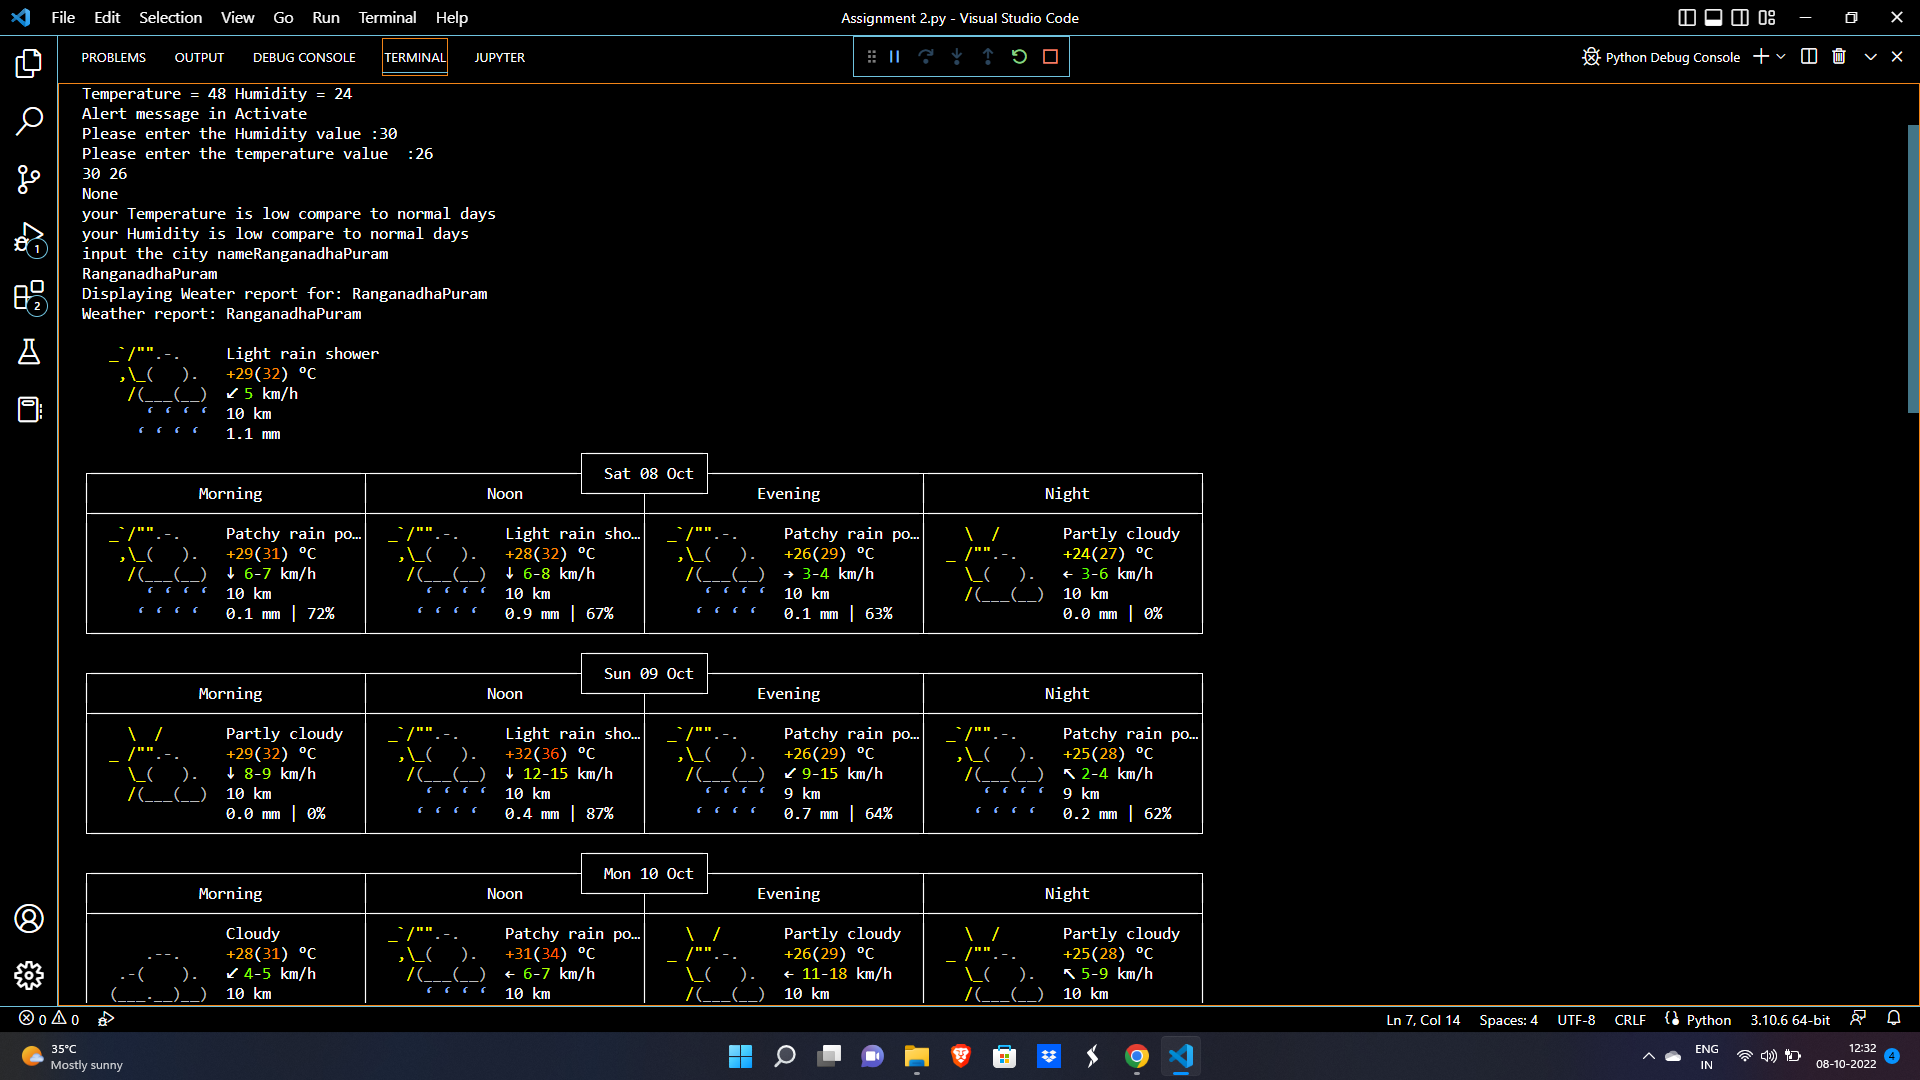 File Edit Selection View Go Run Terminal Help
Assignment 2.py - Visual Studio Code
PROBLEMS OUTPUT DEBUG CONSOLE TERMINAL JUPYTER
Python Debug Console
Temperature = 48 Humidity = 24
Alert message in Activate
Please enter the Humidity value :30
Please enter the temperature value  :26
30 26
None
your Temperature is low compare to normal days
your Humidity is low compare to normal days
input the city nameRanganadhaPuram
RanganadhaPuram
Displaying Weater report for: RanganadhaPuram
Weather report: RanganadhaPuram
Light rain shower
+29(32) °C
↙ 5 km/h
10 km
1.1 mm
Sat 08 Oct
Morning Noon Evening Night
Patchy rain po… Light rain sho… Patchy rain po… Partly cloudy
+29(31) °C +28(32) °C +26(29) °C +24(27) °C
↓ 6-7 km/h ↓ 6-8 km/h → 3-4 km/h ← 3-6 km/h
10 km 10 km 10 km 10 km
0.1 mm | 72% 0.9 mm | 67% 0.1 mm | 63% 0.0 mm | 0%
Sun 09 Oct
Morning Noon Evening Night
Partly cloudy Light rain sho… Patchy rain po… Patchy rain po…
+29(32) °C +32(36) °C +26(29) °C +25(28) °C
↓ 8-9 km/h ↓ 12-15 km/h ↙ 9-15 km/h ↖ 2-4 km/h
10 km 10 km 9 km 9 km
0.0 mm | 0% 0.4 mm | 87% 0.7 mm | 64% 0.2 mm | 62%
Mon 10 Oct
Morning Noon Evening Night
Cloudy Patchy rain po… Partly cloudy Partly cloudy
+28(31) °C +31(34) °C +26(29) °C +25(28) °C
↙ 4-5 km/h ← 6-7 km/h ← 11-18 km/h ↖ 5-9 km/h
10 km 10 km 10 km 10 km
1
2
0 0 Ln 7, Col 14 Spaces: 4 UTF-8 CRLF Python 3.10.6 64-bit
35°C
Mostly sunny
ENG
IN
12:32
08-10-2022
4